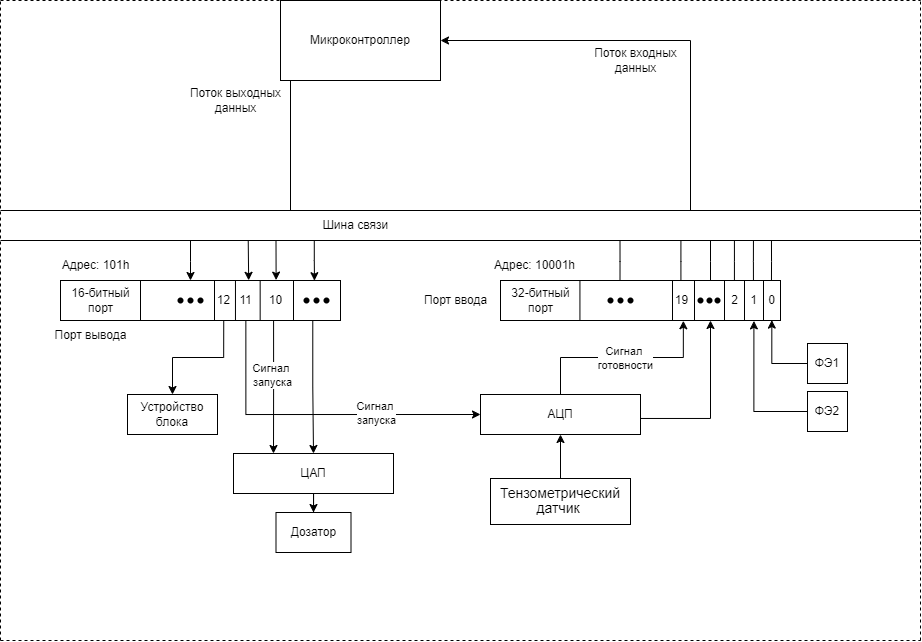 Микроконтроллер
Поток входных
данных
Поток выходных
данных
Шина связи
Адрес: 101h
Адрес: 10001h
16-битный
порт
12
11
10
Порт вывода
Порт ввода
32-битный
порт
19
2
1
0
Сигнал
запуска
Сигнал
готовности
ФЭ1
ФЭ2
Устройство
блока
Сигнал
запуска
АЦП
ЦАП
Тензометрический
датчик
Дозатор